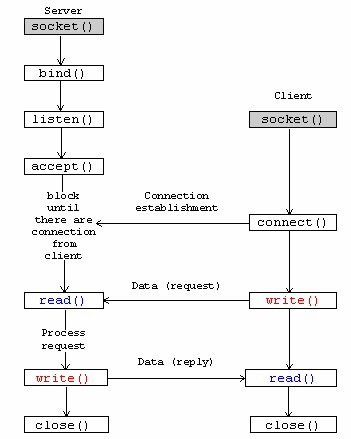 Server
socket()
bind()
Client
listen()
socket()
accept()
block
until
there are
connection
from
client
Connection
establishment
connect()
Data (request)
read()
write()
Process
request
Data (reply)
write()
read()
close()
close()